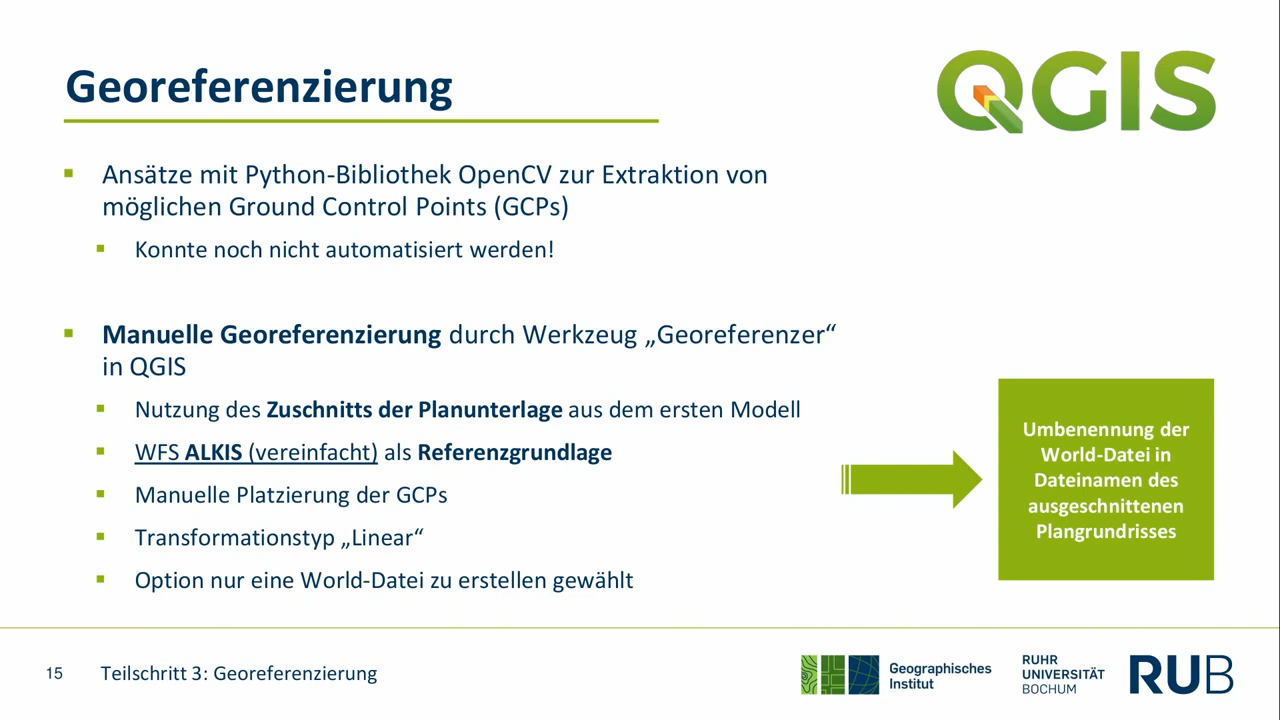 Georeferenzierung
QGIS
Ansätze mit Python-Bibliothek OpenCV zur Extraktion von
möglichen Ground Control Points (GCPs)
Konnte noch nicht automatisiert werden!
Manuelle Georeferenzierung durch Werkzeug „Georeferenzer“
in QGIS
Nutzung des Zuschnitts der Planunterlage aus dem ersten Modell
WFS ALKIS (vereinfacht) als Referenzgrundlage
Manuelle Platzierung der GCPs
Transformationstyp „Linear“
Option nur eine World-Datei zu erstellen gewählt
Umbenennung der
World-Datei in
Dateinamen des
ausgeschnittenen
Plangrundrisses
15
Teilschritt 3: Georeferenzierung
Geographisches
Institut
RUHR
UNIVERSITÄT
BOCHUM
RUB